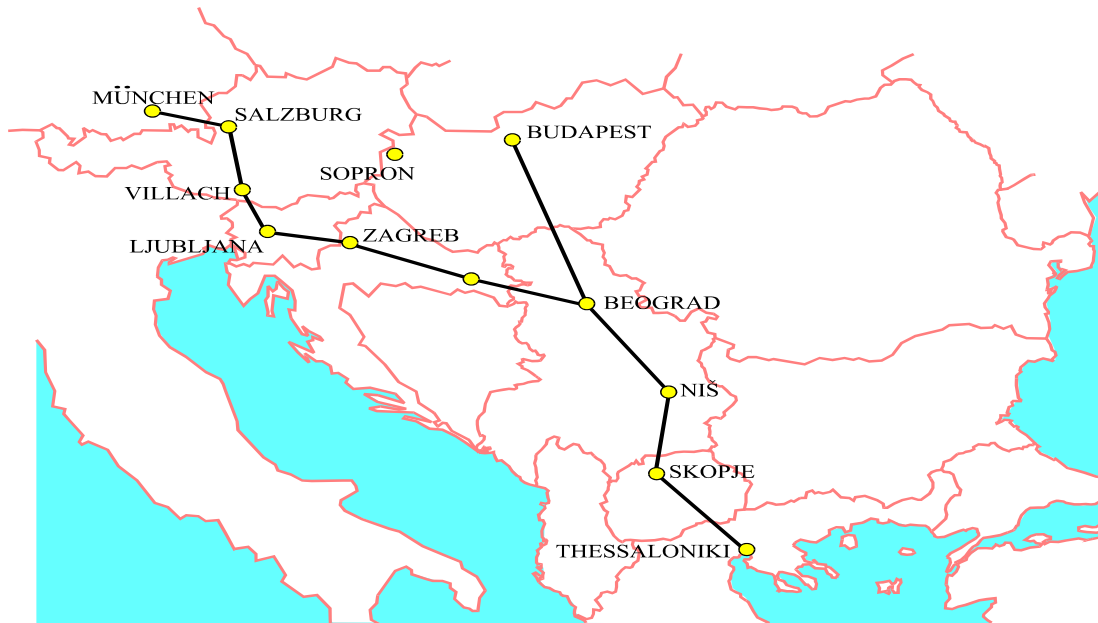 MÜNCHEN
SALZBURG
BUDAPEST
SOPRON
VILLACH
ZAGREB
LJUBLJANA
BEOGRAD
NIŠ
SKOPJE
THESSALONIKI